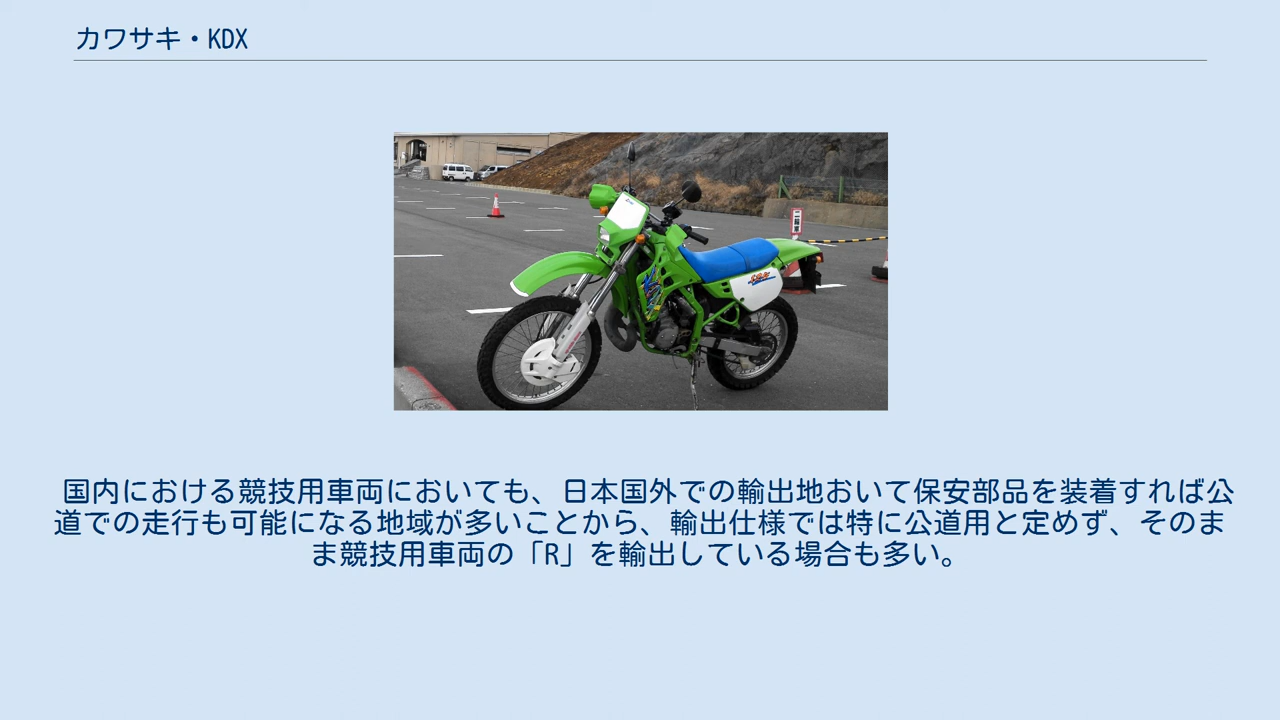 カワサキ・KDX
二輪車
国内における競技用車両においても、日本国外での輸出地おいて保安部品を装着すれば公
道での走行も可能になる地域が多いことから、輸出仕様では特に公道用と定めず、そのま
ま競技用車両の「R」を輸出している場合も多い。